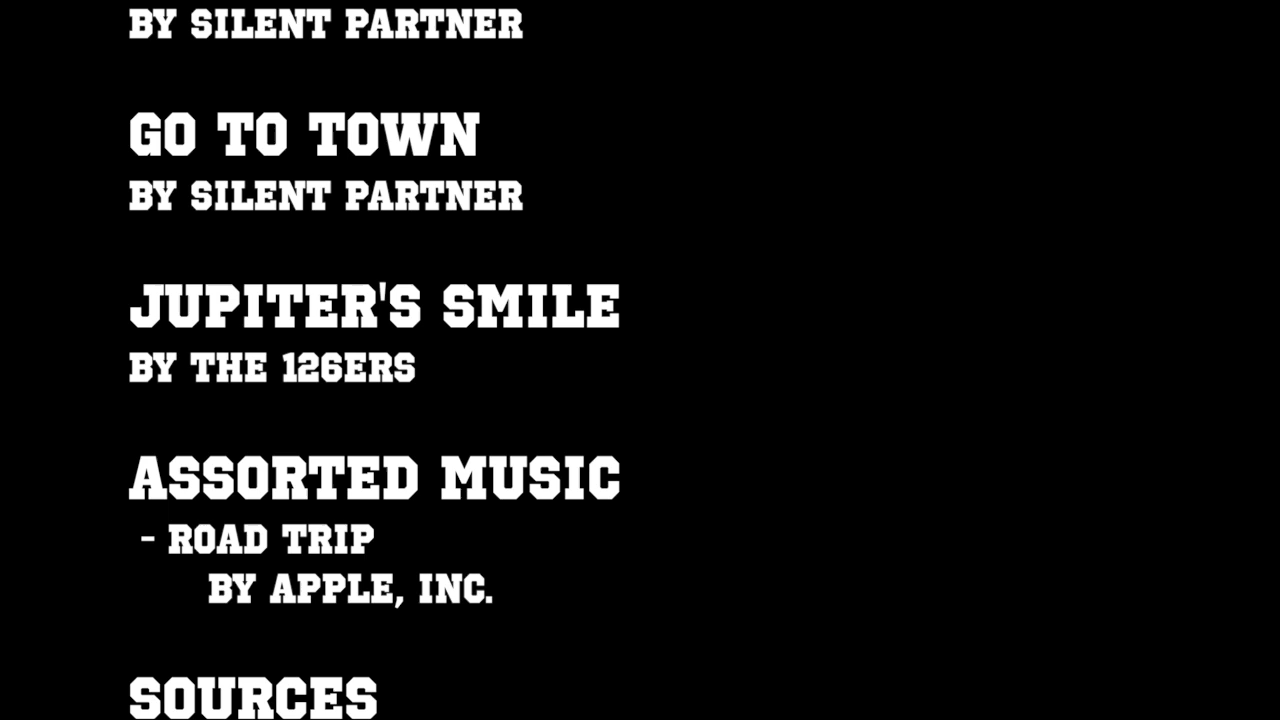 BY SILENT PARTNER
GO TO TOWN
BY SILENT PARTNER
JUPITER'S SMILE
BY THE 126ERS
ASSORTED MUSIC
- ROAD TRIP
BY APPLE, INC.
SOURCES